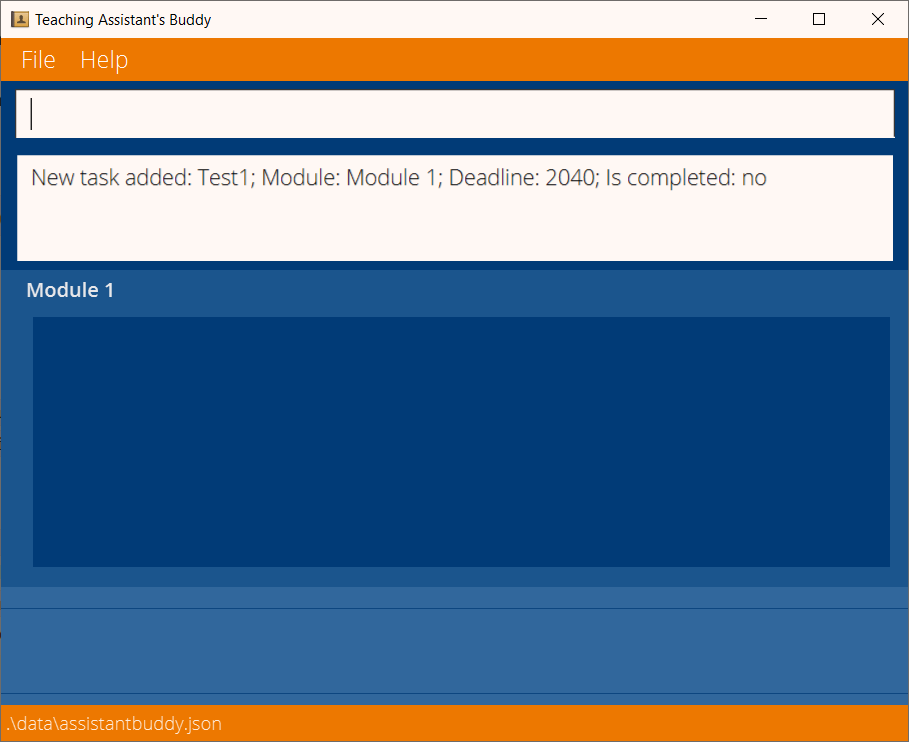 Teaching Assistant's Buddy
File Help
New task added: Test1; Module: Module 1; Deadline: 2040; Is completed: no
Module 1
.\data\assistantbuddy.json